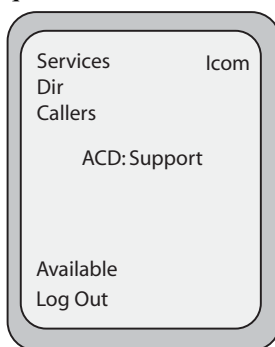 Services Icom
Dir
Callers
ACD: Support
Available
Log Out